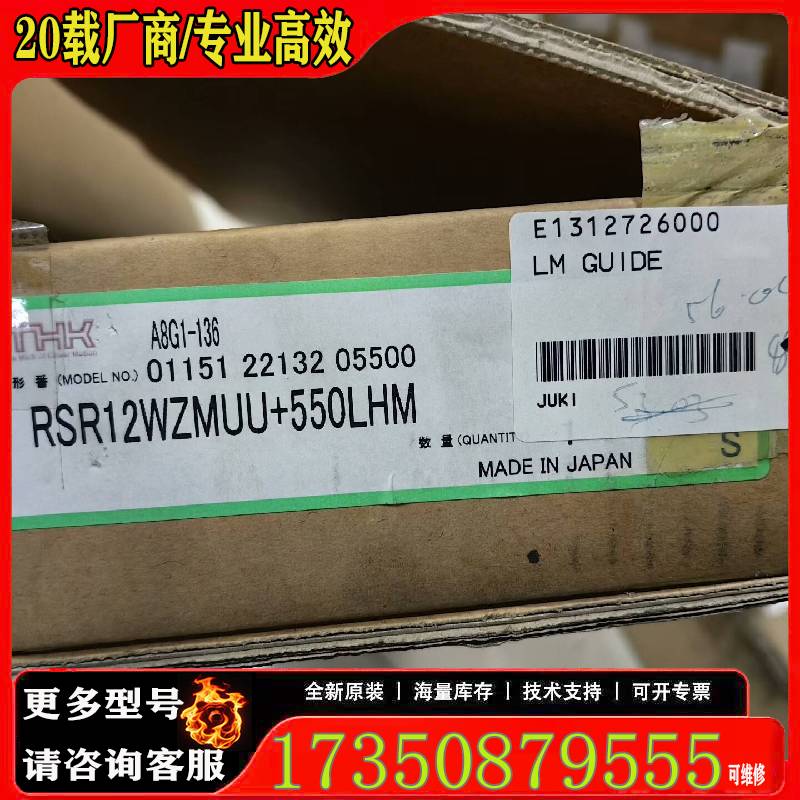 20载厂商/专业高效
E1312726000
LM GUIDE
56-0
THK
A8G1-136
形番 (MODEL NO.) 01151 22132 05500
RSR12WZMUU+550LHM
JUKI
数量 (QUANTIT
S
MADE IN JAPAN
更多型号
请咨询客服
全新原装 | 海量库存 | 技术支持 | 可开专票
17350879555 可维修